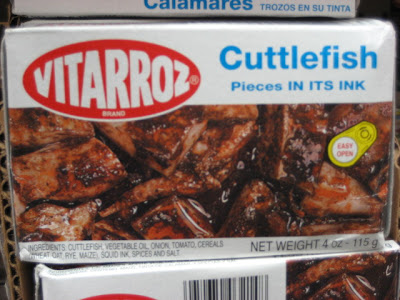 Calamares TROZOS EN SU TINTA
VITARROZ®
BRAND
Cuttlefish
Pieces IN ITS INK
EASY
OPEN
INGREDIENTS: CUTTLEFISH, VEGETABLE OIL, ONION, TOMATO, CEREALS
(WHEAT, OAT, RYE, MAIZE), SQUID INK, SPICES AND SALT.
NET WEIGHT 4 OZ - 115 g